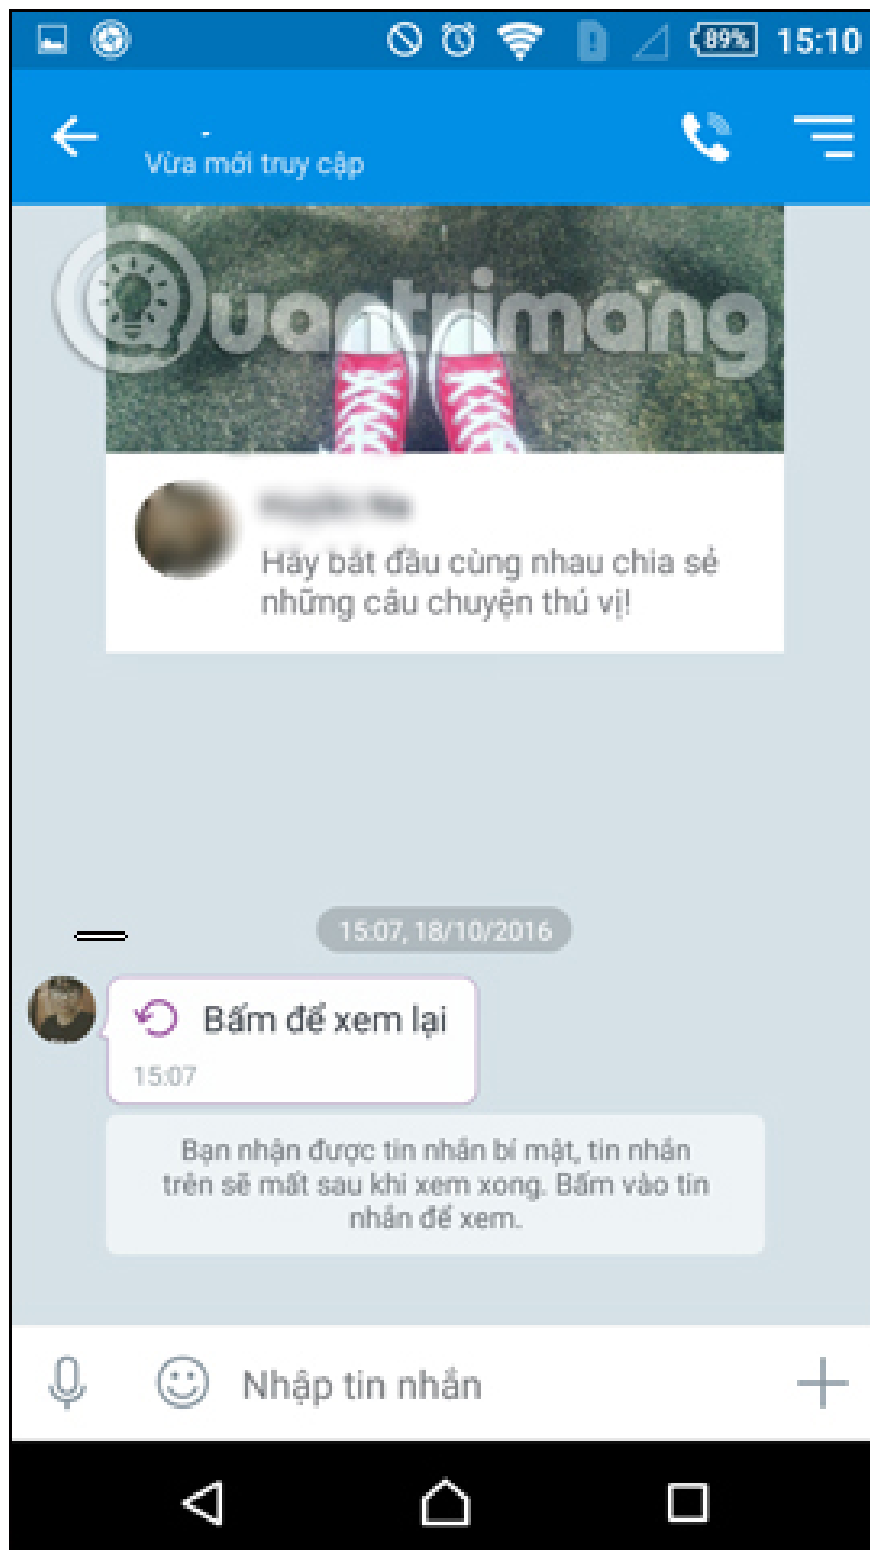 89% 15:10
Vừa mới truy cập
Quantrimang
Hãy bắt đầu cùng nhau chia sẻ
những câu chuyện thú vị!
15:07, 18/10/2016
Bấm để xem lại
15:07
Bạn nhận được tin nhắn bí mật, tin nhắn
trên sẽ mất sau khi xem xong. Bấm vào tin
nhắn để xem.
Nhập tin nhắn